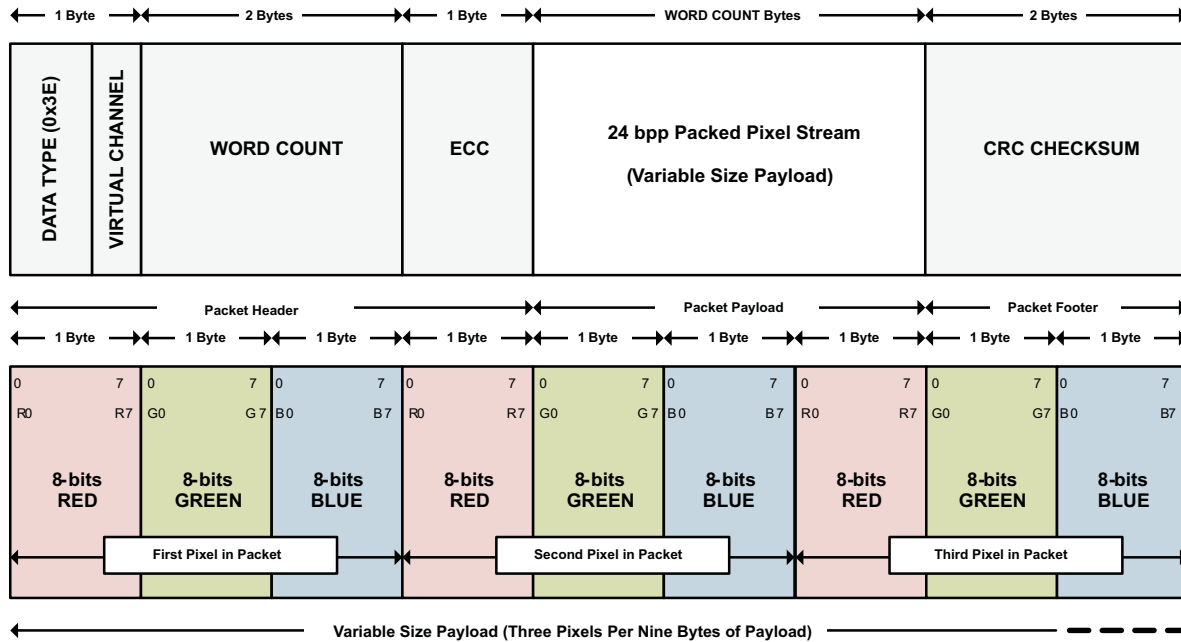 1 Byte 2 Bytes 1 Byte WORD COUNT Bytes 2 Bytes
DATA TYPE (0x3E)
VIRTUAL CHANNEL
WORD COUNT
ECC
24 bpp Packed Pixel Stream
(Variable Size Payload)
CRC CHECKSUM
Packet Header Packet Payload Packet Footer
1 Byte 1 Byte 1 Byte 1 Byte 1 Byte 1 Byte 1 Byte 1 Byte 1 Byte
0 7 0 7 0 7 0 7 0 7 0 7 0 7 0 7 0 7
R0 R7 G0 G7 B0 B7 R0 R7 G0 G7 B0 B7 R0 R7 G0 G7 B0 B7
8-bits 8-bits 8-bits 8-bits 8-bits 8-bits 8-bits 8-bits 8-bits
RED GREEN BLUE RED GREEN BLUE RED GREEN BLUE
First Pixel in Packet Second Pixel in Packet Third Pixel in Packet
Variable Size Payload (Three Pixels Per Nine Bytes of Payload)